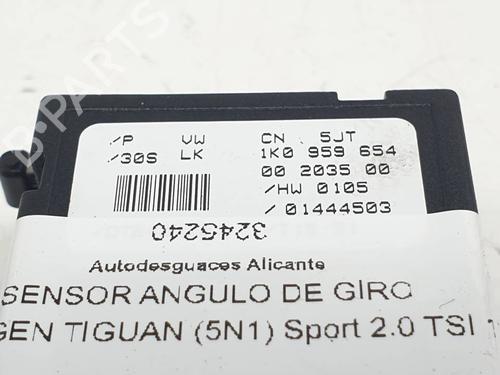 /P VW CN 5JT
/30S LK 1K0 959 654
00 2035 00
/HW 0105
/01444503
3245240
Autodesguaces Alicante
SENSOR ANGULO DE GIRO
GEN TIGUAN (5N1) Sport 2.0 TSI
B-PARTS